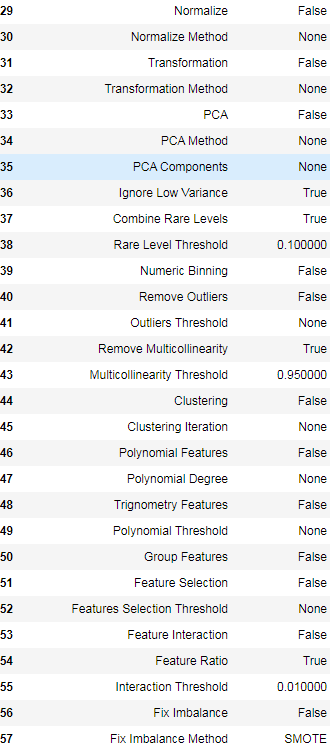 29 Normalize False
30 Normalize Method None
31 Transformation False
32 Transformation Method None
33 PCA False
34 PCA Method None
35 PCA Components None
36 Ignore Low Variance True
37 Combine Rare Levels True
38 Rare Level Threshold 0.100000
39 Numeric Binning False
40 Remove Outliers False
41 Outliers Threshold None
42 Remove Multicollinearity True
43 Multicollinearity Threshold 0.950000
44 Clustering False
45 Clustering Iteration None
46 Polynomial Features False
47 Polynomial Degree None
48 Trignometry Features False
49 Polynomial Threshold None
50 Group Features False
51 Feature Selection False
52 Features Selection Threshold None
53 Feature Interaction False
54 Feature Ratio True
55 Interaction Threshold 0.010000
56 Fix Imbalance False
57 Fix Imbalance Method SMOTE